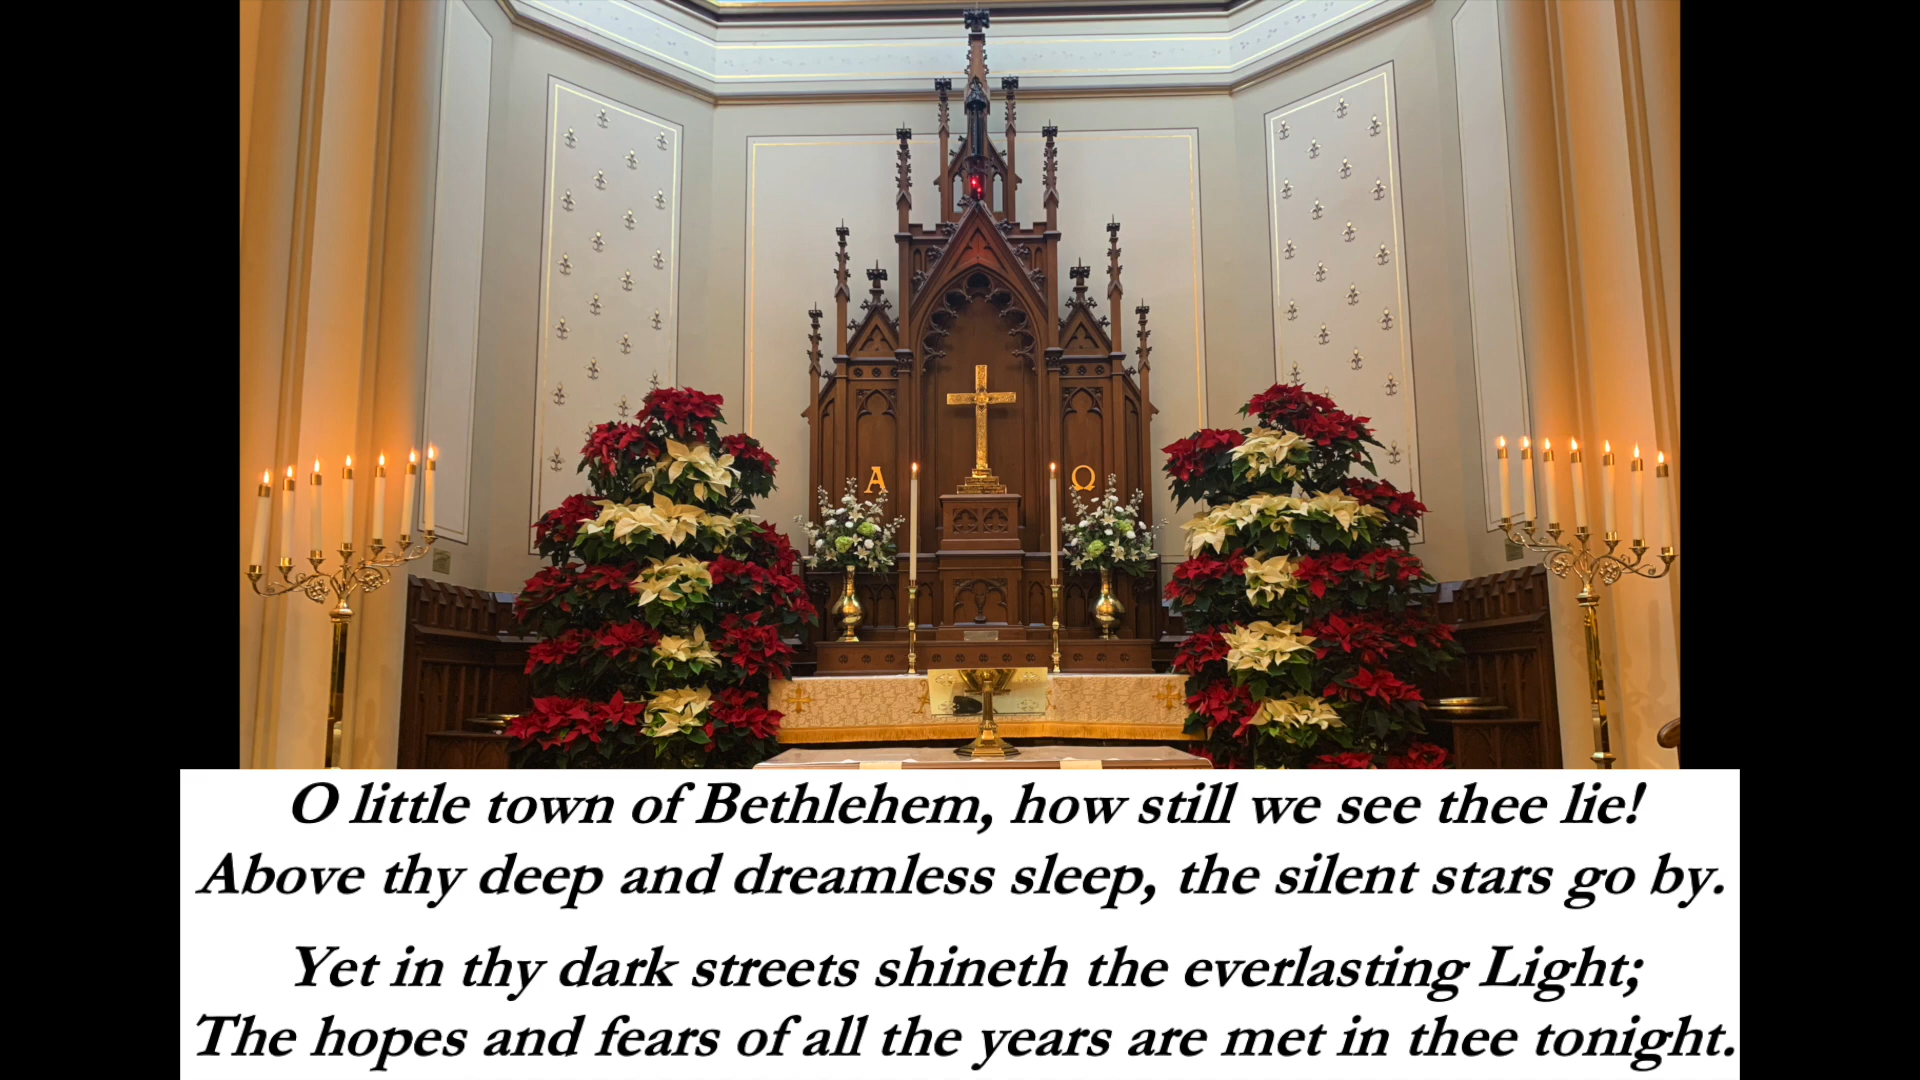 A Ω
O little town of Bethlehem, how still we see thee lie!
Above thy deep and dreamless sleep, the silent stars go by.
Yet in thy dark streets shineth the everlasting Light;
The hopes and fears of all the years are met in thee tonight.